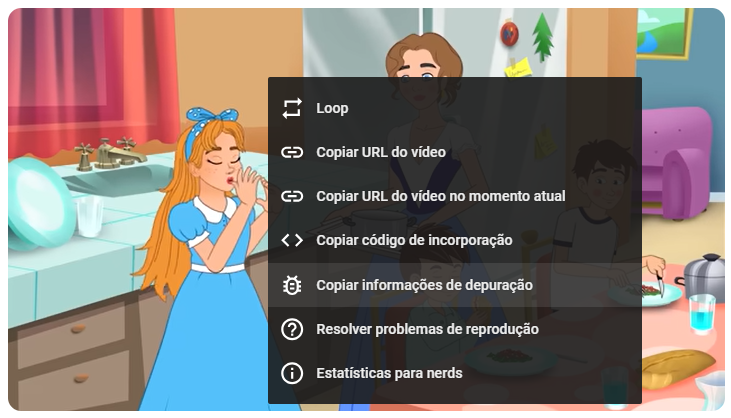 Loop
Copiar URL do vídeo
Copiar URL do vídeo no momento atual
Copiar código de incorporação
Copiar informações de depuração
Resolver problemas de reprodução
Estatísticas para nerds